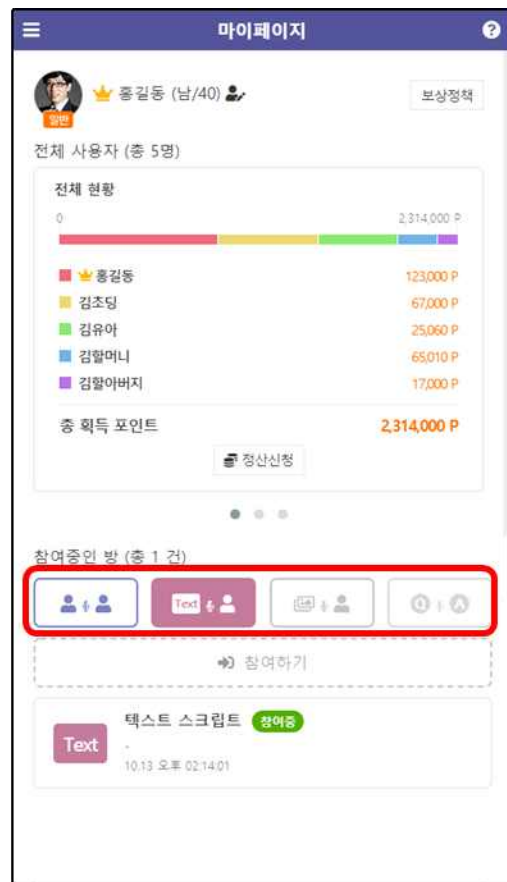 마이페이지
홍길동 (남/40)
보상정책
일반
전체 사용자 (총 5명)
전체 현황
0 2,314,000 P
홍길동 123,000 P
김초딩 67,000 P
김유아 25,060 P
김할머니 65,010 P
김할아버지 17,000 P
총 획득 포인트 2,314,000 P
정산신청
참여중인 방 (총 1 건)
Text
Q A
참여하기
텍스트 스크립트 참여중
Text
-
10.13 오후 02:14:01